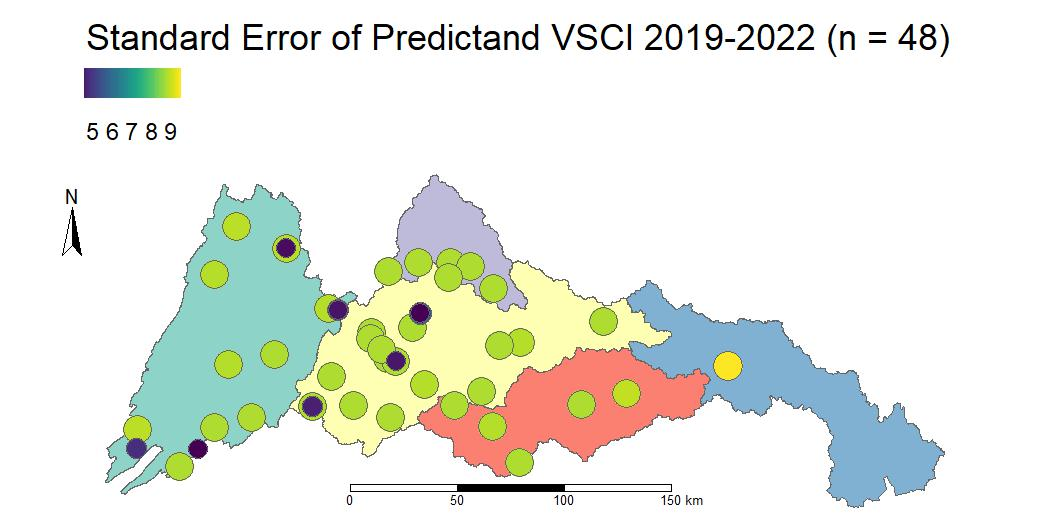 Standard Error of Predictand VSCI 2019-2022 (n = 48)
5 6 7 8 9
N
0 50 100 150 km